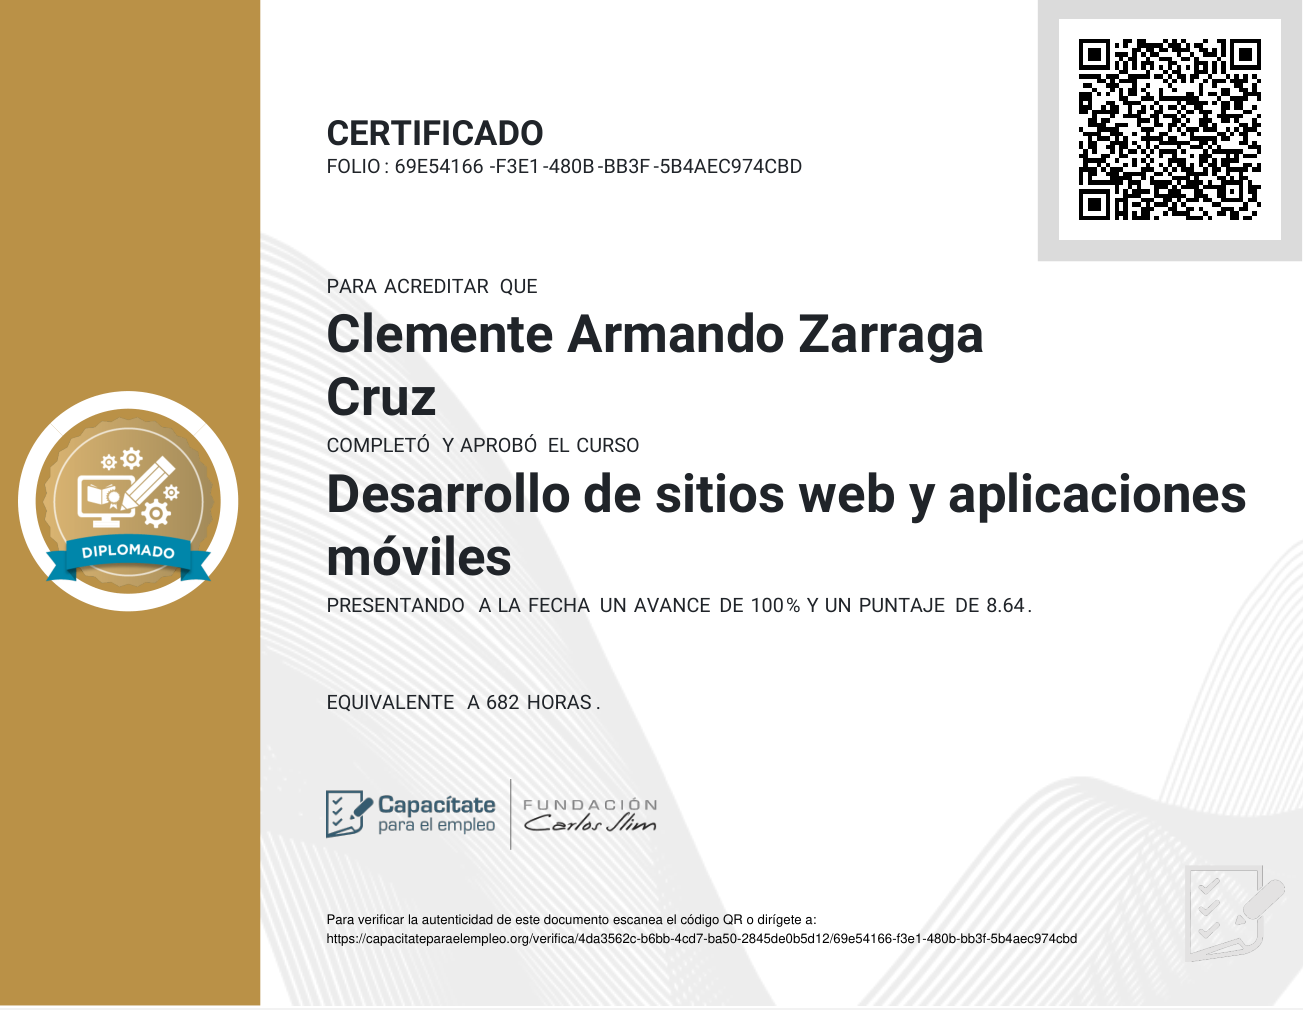 CERTIFICADO
FOLIO: 69E54166-F3E1-480B-BB3F-5B4AEC974CBD
PARA ACREDITAR QUE
Clemente Armando Zarraga
Cruz
COMPLETÓ Y APROBÓ EL CURSO
Desarrollo de sitios web y aplicaciones
móviles
PRESENTANDO A LA FECHA UN AVANCE DE 100% Y UN PUNTAJE DE 8.64.
DIPLOMADO
EQUIVALENTE A 682 HORAS.
Capacítate
para el empleo
FUNDACIÓN
Carlos Slim
Para verificar la autenticidad de este documento escanea el código QR o dirígete a:
https://capacitateparaelempleo.org/verifica/4da3562c-b6bb-4cd7-ba50-2845de0b5d12/69e54166-f3e1-480b-bb3f-5b4aec974cbd